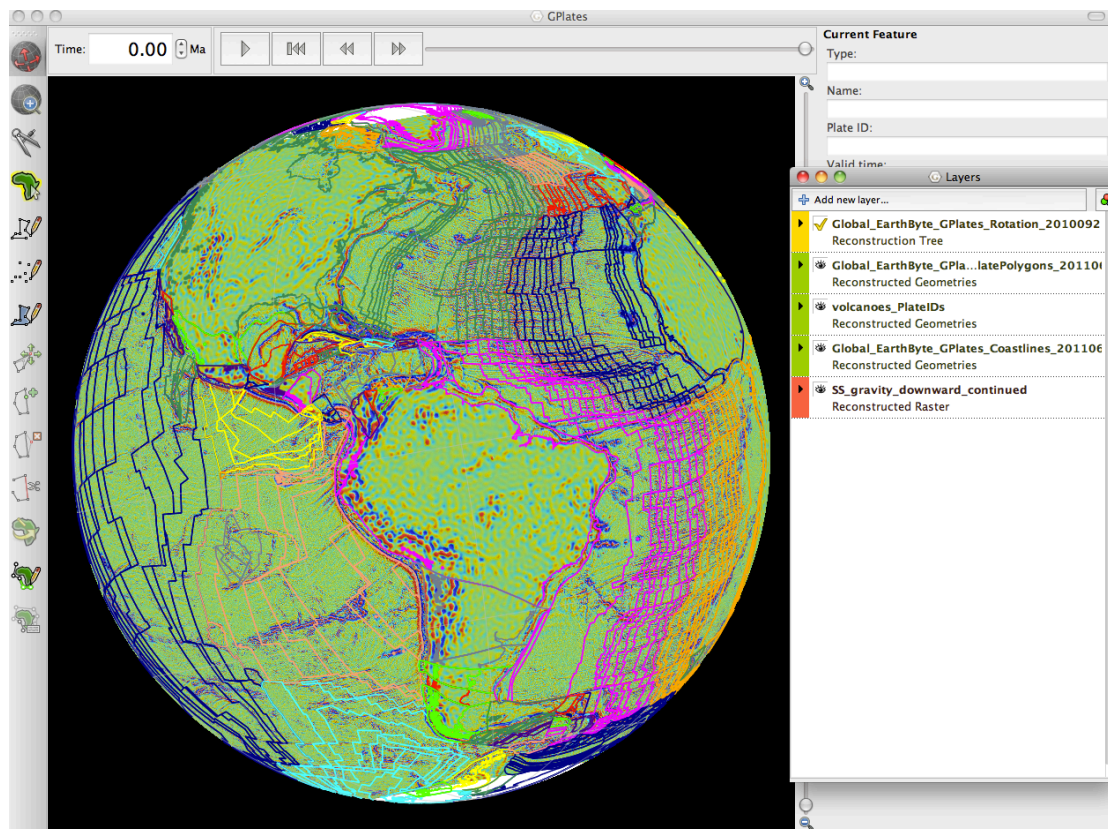 GPlates
Time: 0.00 Ma
Current Feature
Type:
Name:
Plate ID:
Valid time:
Layers
Add new layer...
Global_EarthByte_GPlates_Rotation_2010092
Reconstruction Tree
Global_EarthByte_GPla...latePolygons_20110
Reconstructed Geometries
volcanoes_PlateIDs
Reconstructed Geometries
Global_EarthByte_GPlates_Coastlines_201106
Reconstructed Geometries
SS_gravity_downward_continued
Reconstructed Raster